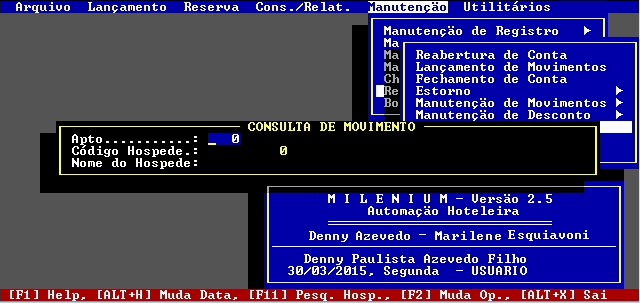 Arquivo Lançamento Reserva Cons./Relat. Manutenção Utilitários
Manutenção de Registro
Ma
Ma
Ch
Re
Bo
Reabertura de Conta
Lançamento de Movimentos
Fechamento de Conta
Estorno
Manutenção de Movimentos
Manutenção de Desconto
CONSULTA DE MOVIMENTO
Apto...........: 0
Código Hospede.: 0
Nome do Hospede:
M I L E N I U M - Versão 2.5
Automação Hoteleira
Denny Azevedo - Marilene Esquiavoni
Denny Paulista Azevedo Filho
30/03/2015, Segunda - USUARIO
[F1] Help, [ALT+H] Muda Data, [F11] Pesq. Hosp., [F2] Muda Op., [ALT+X] Sai